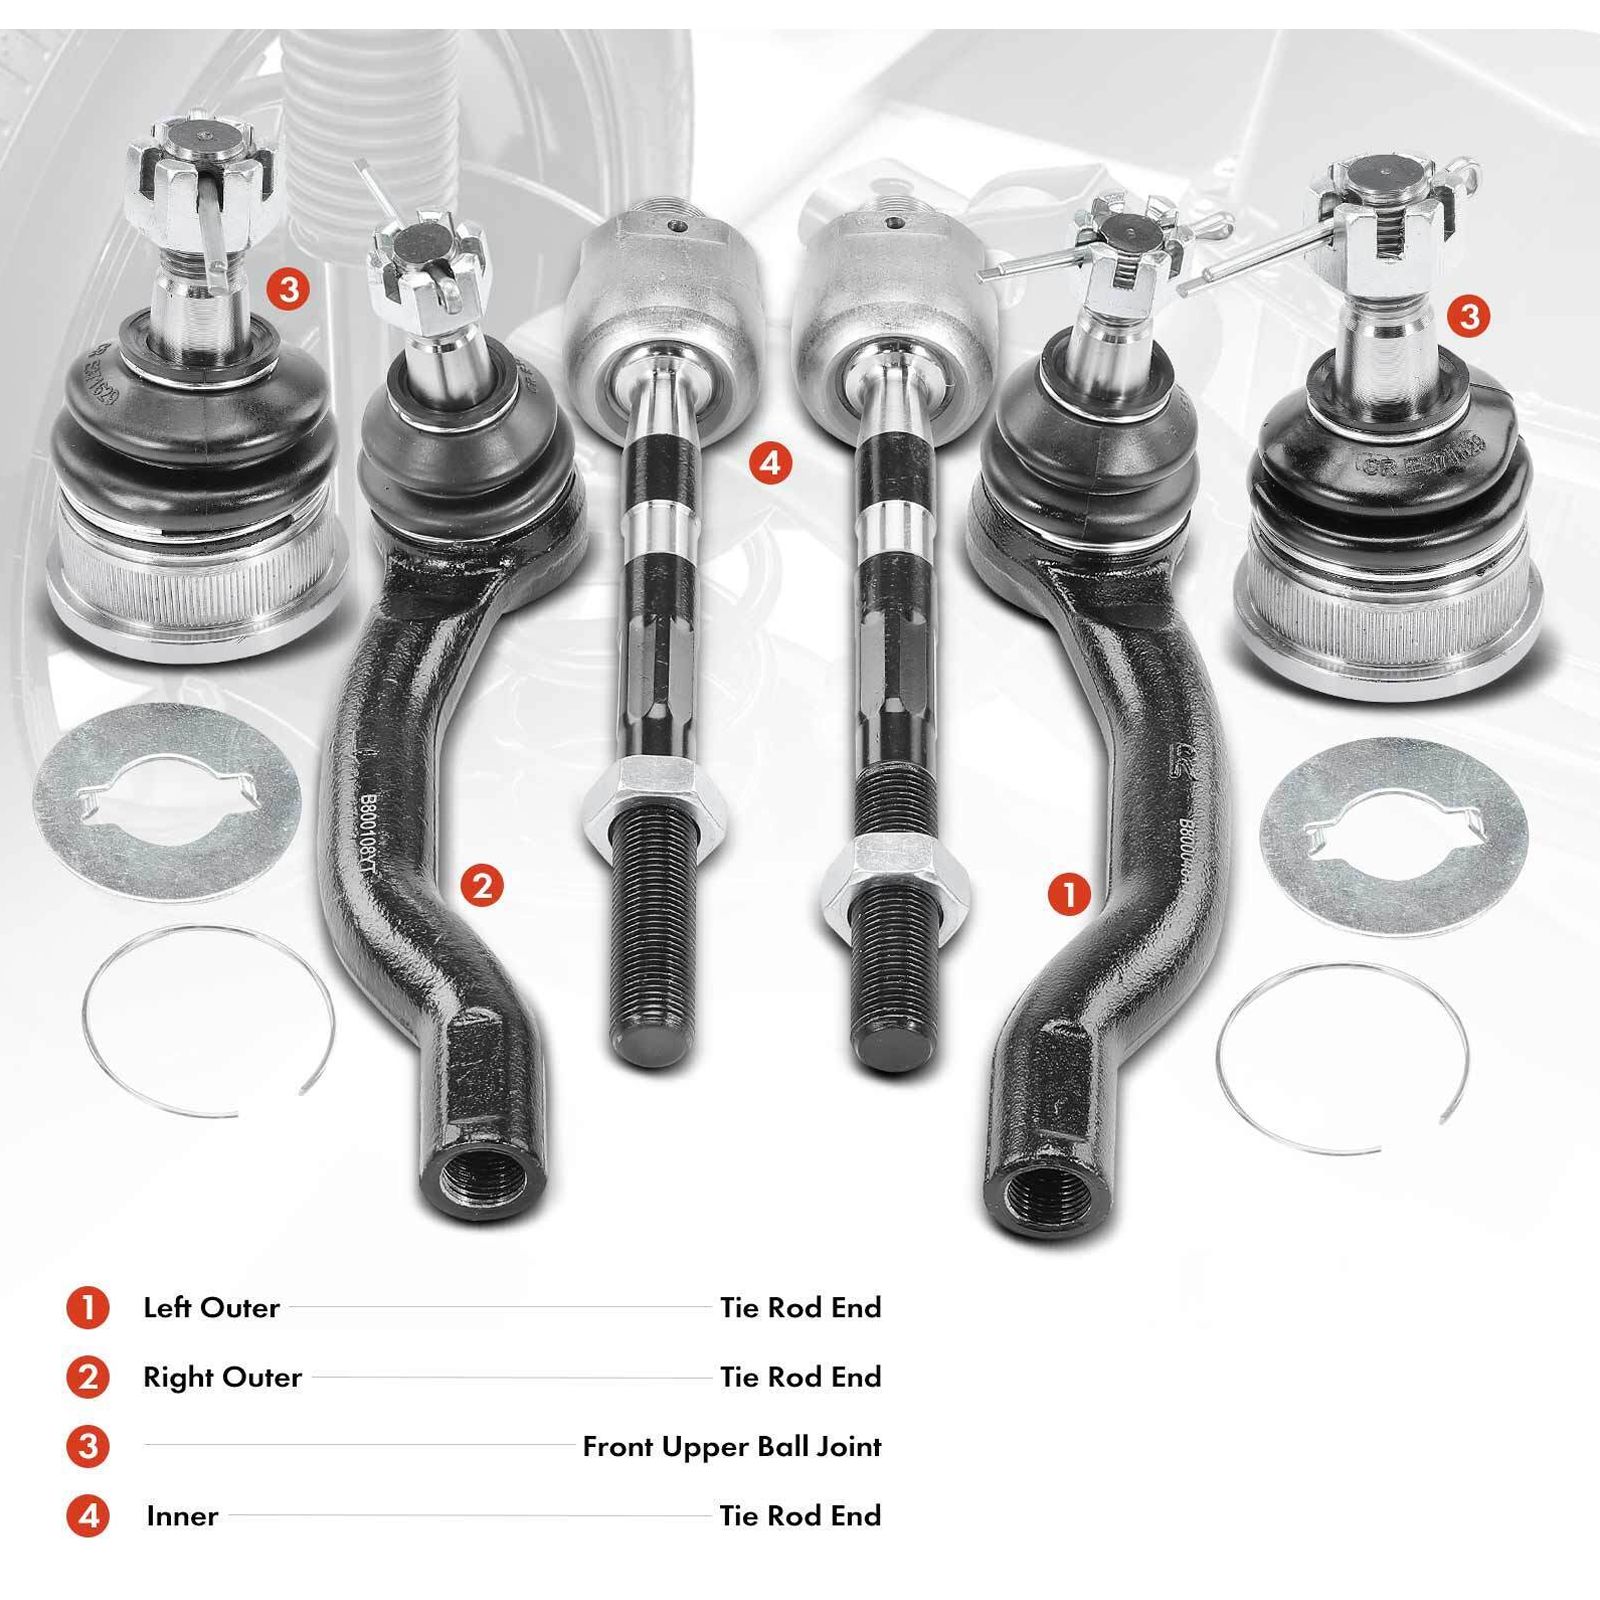 3
3
4
B800108YT
2
1
1 Left Outer Tie Rod End
2 Right Outer Tie Rod End
3 Front Upper Ball Joint
4 Inner Tie Rod End